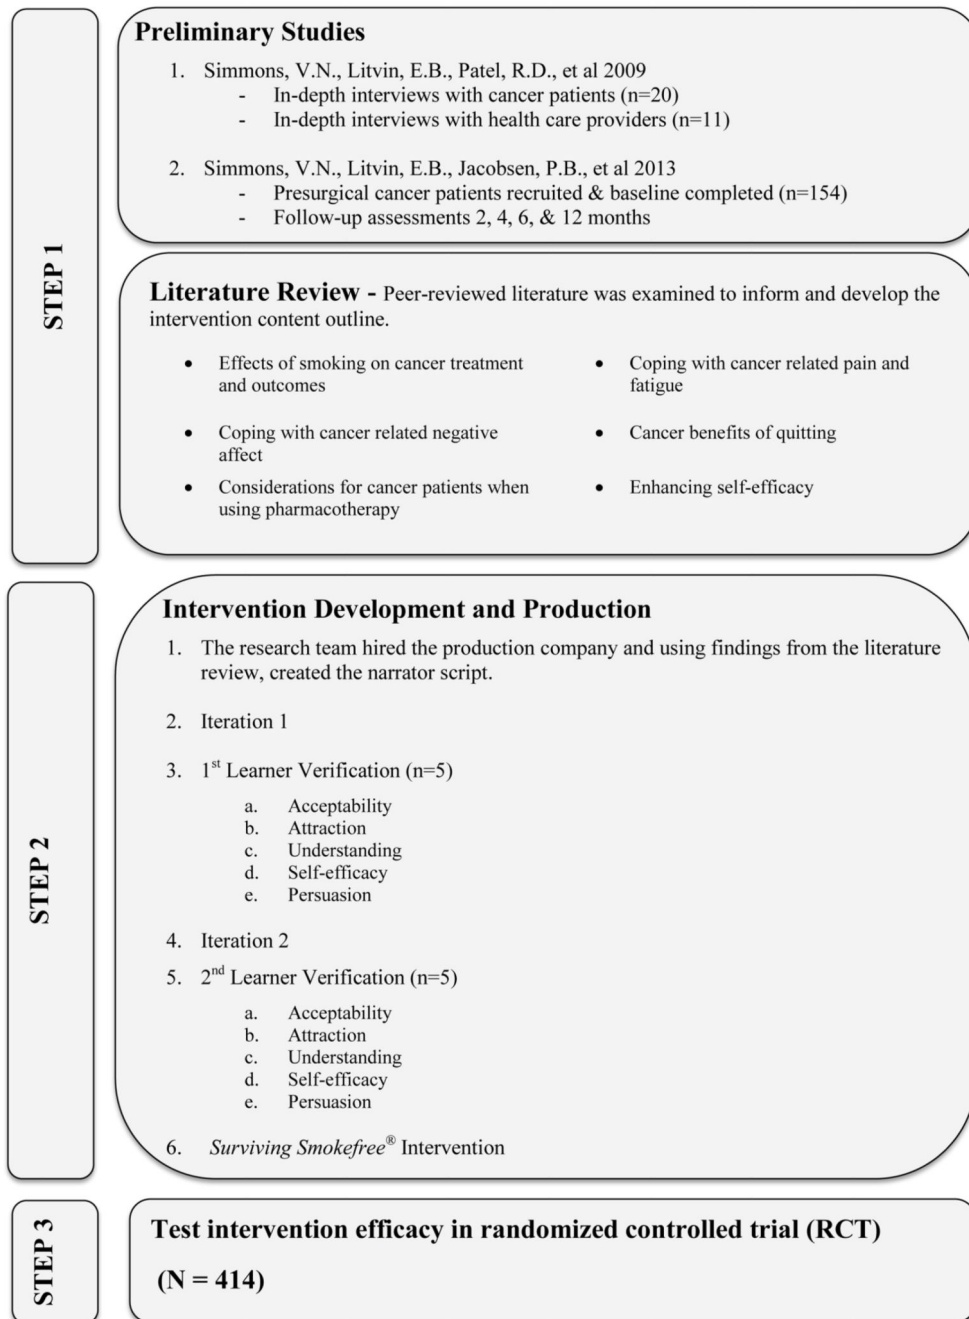 STEP 1
Preliminary Studies
1. Simmons, V.N., Litvin, E.B., Patel, R.D., et al 2009
- In-depth interviews with cancer patients (n=20)
- In-depth interviews with health care providers (n=11)
2. Simmons, V.N., Litvin, E.B., Jacobsen, P.B., et al 2013
- Presurgical cancer patients recruited & baseline completed (n=154)
- Follow-up assessments 2, 4, 6, & 12 months
Literature Review - Peer-reviewed literature was examined to inform and develop the
intervention content outline.
• Effects of smoking on cancer treatment
and outcomes
• Coping with cancer related pain and
fatigue
• Coping with cancer related negative
affect
• Cancer benefits of quitting
• Considerations for cancer patients when
using pharmacotherapy
• Enhancing self-efficacy
STEP 2
Intervention Development and Production
1. The research team hired the production company and using findings from the literature
review, created the narrator script.
2. Iteration 1
3. 1st Learner Verification (n=5)
a. Acceptability
b. Attraction
c. Understanding
d. Self-efficacy
e. Persuasion
4. Iteration 2
5. 2nd Learner Verification (n=5)
a. Acceptability
b. Attraction
c. Understanding
d. Self-efficacy
e. Persuasion
6. Surviving Smokefree® Intervention
STEP 3
Test intervention efficacy in randomized controlled trial (RCT)
(N = 414)